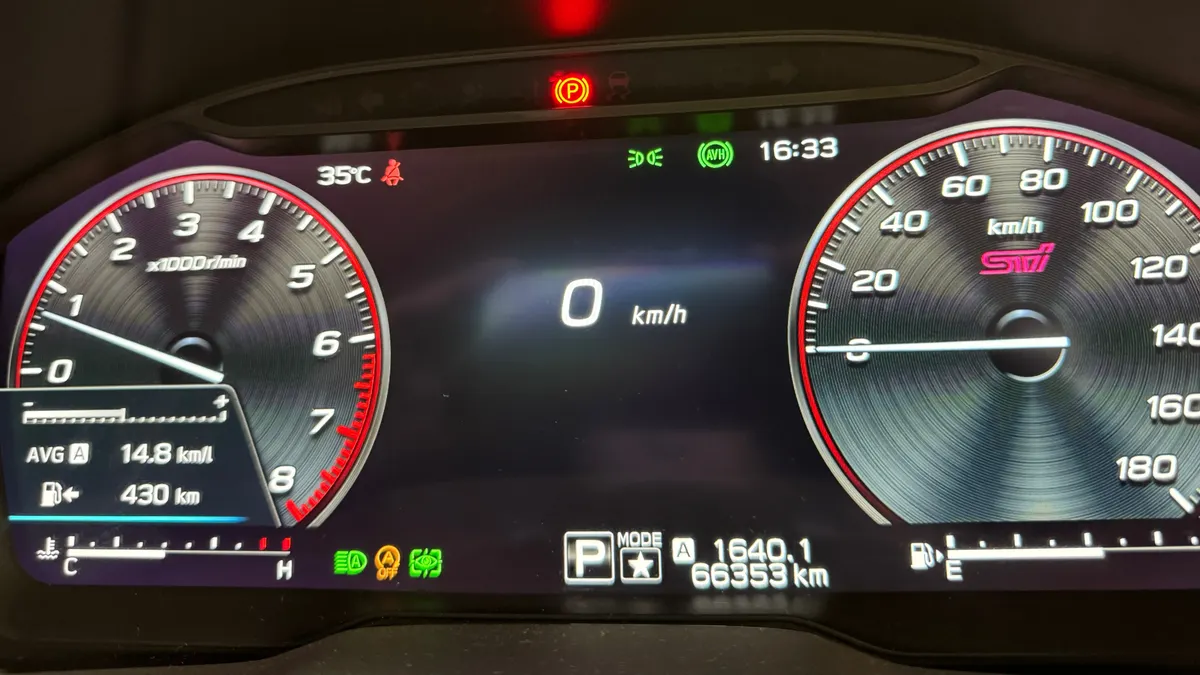 P
35℃
AVH
16:33
0
1
2
3
4
5
6
7
8
x1000r/min
- +
AVG A 14.8 km/l
430 km
C H
A
A
OFF
0 km/h
P
MODE
A 1640.1
66353 km
0
20
40
60
80
100
120
140
160
180
km/h
STI
E